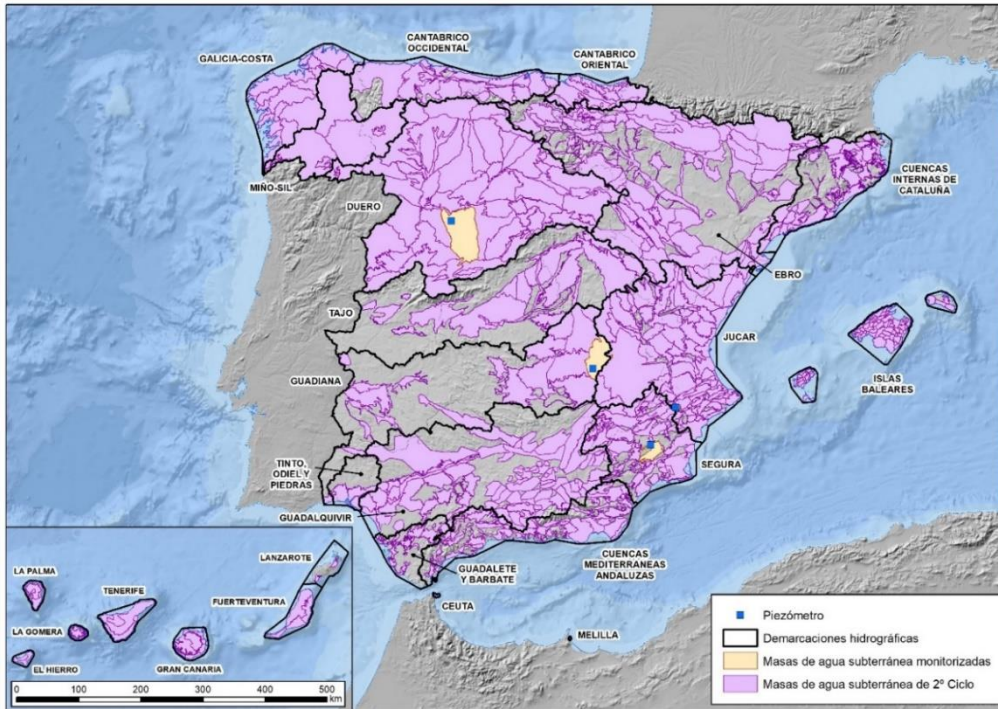 CANTABRICO
OCCIDENTAL
GALICIA-COSTA
CANTABRICO
ORIENTAL
CUENCAS
INTERNAS DE
CATALUÑA
MIÑO-SIL
DUERO
EBRO
TAJO
JUCAR
ISLAS
BALEARES
GUADIANA
SEGURA
TINTO,
ODIEL Y
PIEDRAS
GUADALQUIVIR
CUENCAS
MEDITERRANEAS
ANDALUZAS
GUADALETE
Y BARBATE
CEUTA
MELILLA
LANZAROTE
LA PALMA
TENERIFE
FUERTEVENTURA
LA GOMERA
EL HIERRO
GRAN CANARIA
0 100 200 300 400 500
km
Piezómetro
Demarcaciones hidrográficas
Masas de agua subterránea monitorizadas
Masas de agua subterránea de 2º Ciclo